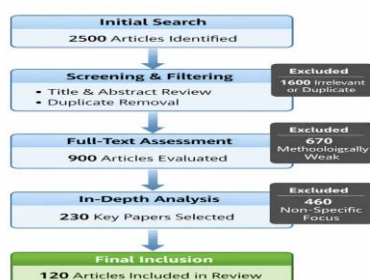 Initial Search
2500 Articles Identified
Screening & Filtering
• Title & Abstract Review
• Duplicate Removal
Excluded
1600 Irrelevant
or Duplicate
Full-Text Assessment
900 Articles Evaluated
Excluded
670
Methodologically
Weak
In-Depth Analysis
230 Key Papers Selected
Excluded
460
Non-Specific
Focus
Final Inclusion
120 Articles Included in Review